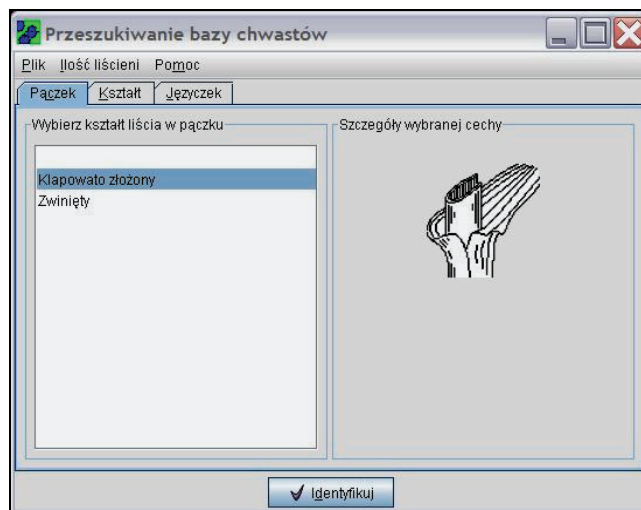 Przeszukiwanie bazy chwastów
Plik Ilość liścieni Pomoc
Pączek Kształt Języczek
Wybierz kształt liścia w pączku
Szczegóły wybranej cechy
Klapowato złożony
Zwinięty
Identyfikuj